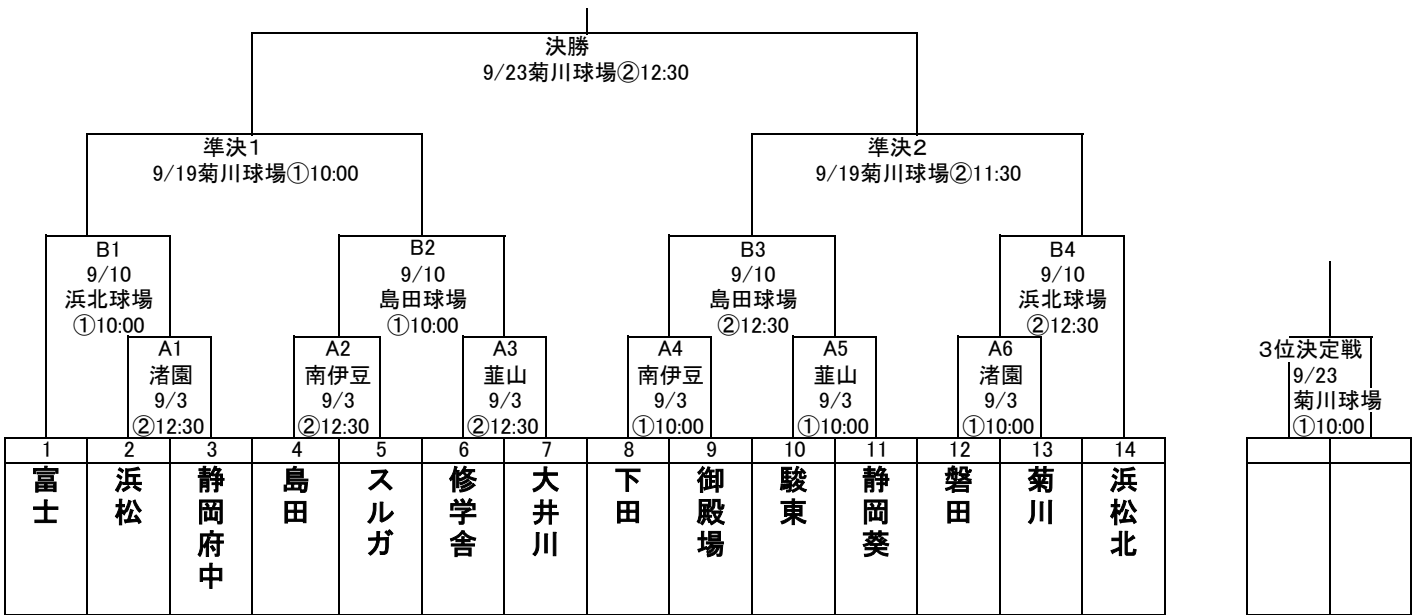 決勝
9/23菊川球場②12:30
準決1
9/19菊川球場①10:00
準決2
9/19菊川球場②11:30
B1
9/10
浜北球場
①10:00
B2
9/10
島田球場
①10:00
B3
9/10
島田球場
②12:30
B4
9/10
浜北球場
②12:30
A1
渚園
9/3
②12:30
A2
南伊豆
9/3
②12:30
A3
韮山
9/3
②12:30
A4
南伊豆
9/3
①10:00
A5
韮山
9/3
①10:00
A6
渚園
9/3
①10:00
3位決定戦
9/23
菊川球場
①10:00
1 2 3 4 5 6 7 8 9 10 11 12 13 14
富士
浜松
静岡府中
島田
スルガ
修学舎
大井川
下田
御殿場
駿東
静岡葵
磐田
菊川
浜松北